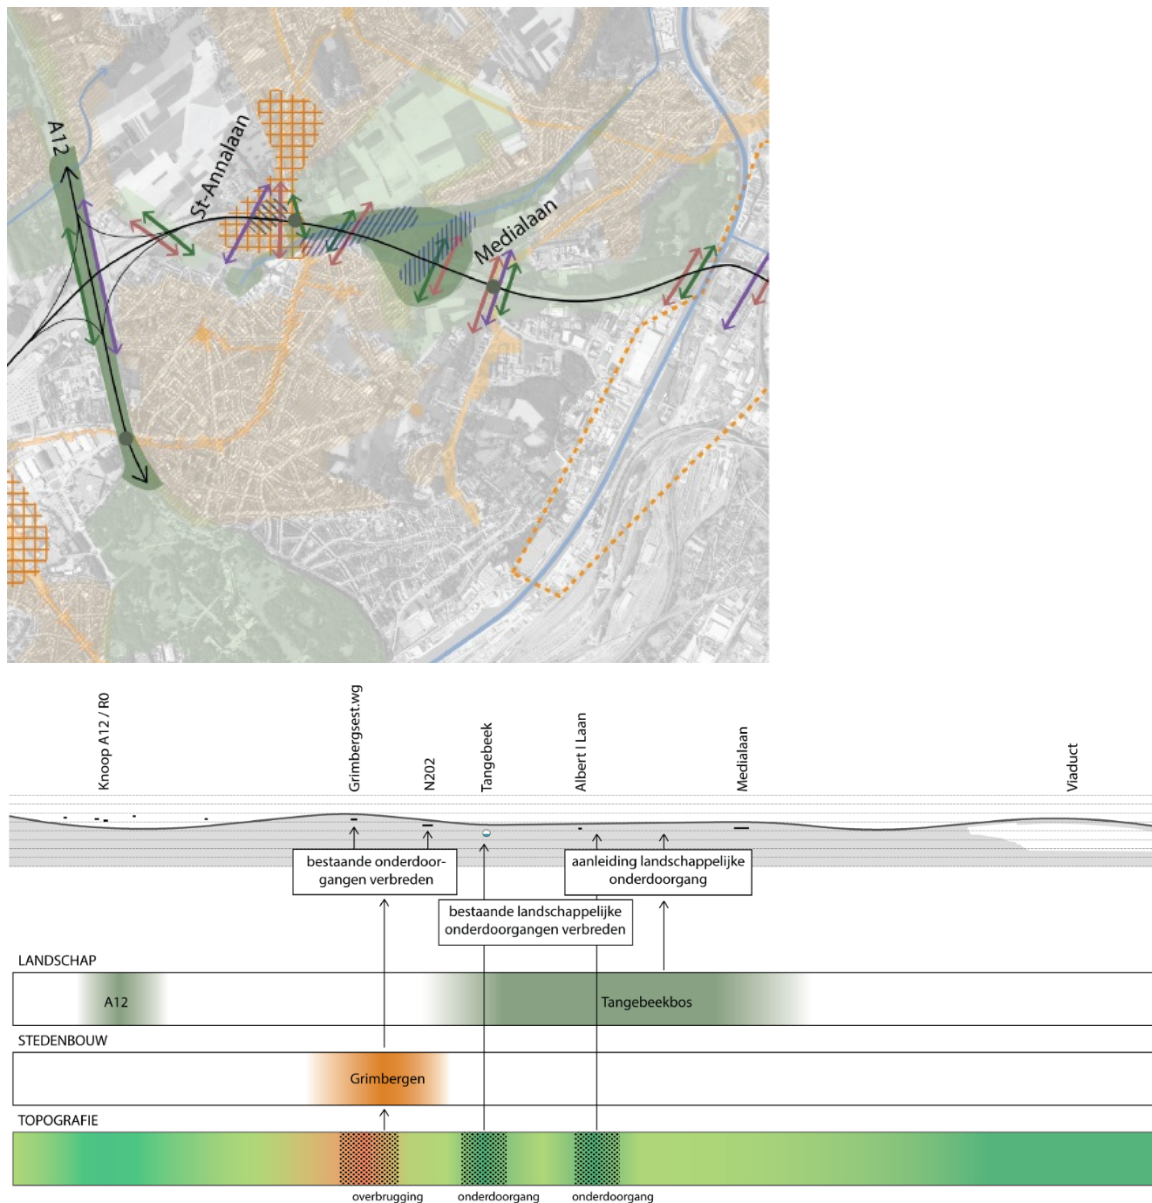 A12
St-Annalaan
Medialaan
Knoop A12 / R0
Grimbergsest.wg
N202
Tangebeek
Albert I Laan
Medialaan
Viaduct
bestaande onderdoor-
gangen verbreden
aanleiding landschappelijke
onderdoorgang
bestaande landschappelijke
onderdoorgangen verbreden
LANDSCHAP
A12
Tangebeekbos
STEDENBOUW
Grimbergen
TOPOGRAFIE
overbrugging
onderdoorgang
onderdoorgang